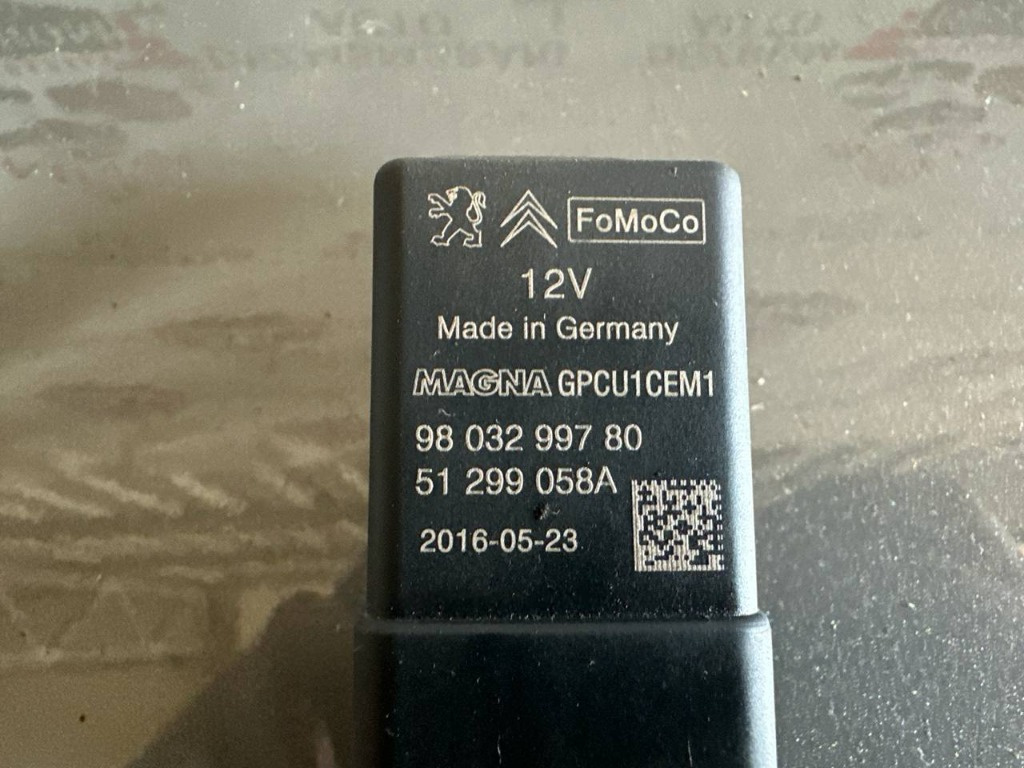 FoMoCo
12V
Made in Germany
MAGNA GPCU1CEM1
98 032 997 80
51 299 058A
2016-05-23